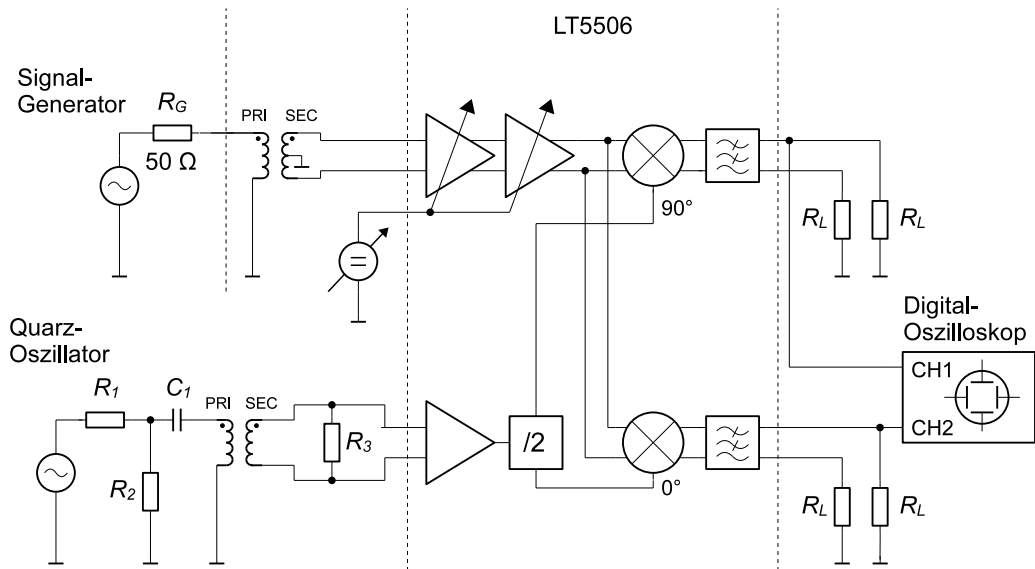 LT5506
Signal-
Generator
R_G
50 Ω
PRI
SEC
90°
R_L
R_L
Quarz-
Oszillator
R_1
C_1
PRI
SEC
R_2
R_3
/2
0°
R_L
R_L
Digital-
Oszilloskop
CH1
CH2